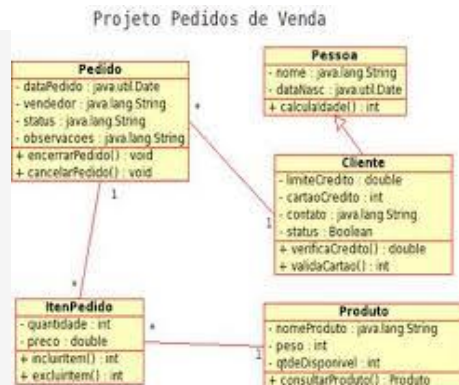 Projeto Pedidos de Venda
Pedido
- dataPedido : java.util.Date
- vendedor : java.lang.String
- status : java.lang.String
- observacoes : java.lang.String
+ encerrarPedido() : void
+ cancelarPedido() : void
Pessoa
- nome : java.lang.String
- dataNasc : java.util.Date
+ calculaIdade() : int
Cliente
- limiteCredito : double
- cartaoCredito : int
- contato : java.lang.String
- status : Boolean
+ verificaCredito() : double
+ validaCartao() : int
*
1
1
*
ItenPedido
- quantidade : int
- preco : double
+ incluirItem() : int
+ excluirItem() : int
*
1
Produto
- nomeProduto : java.lang.String
- peso : int
- qtdeDisponivel : int
+ consultarProduto() : Produto